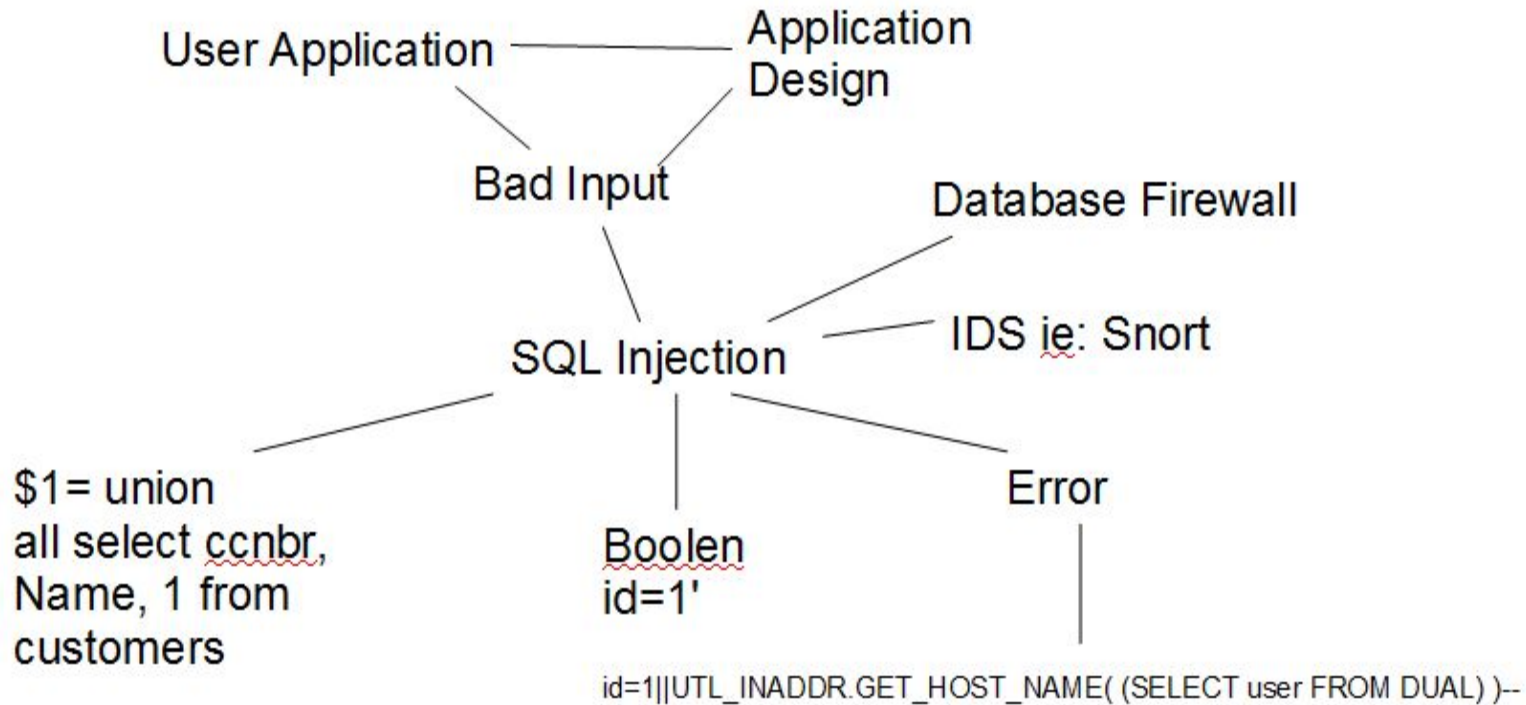 User Application
Application
Design
Bad Input
Database Firewall
IDS ie: Snort
SQL Injection
$1= union
all select ccnbr,
Name, 1 from
customers
Boolen
id=1'
Error
id=1||UTL_INADDR.GET_HOST_NAME( (SELECT user FROM DUAL) )--